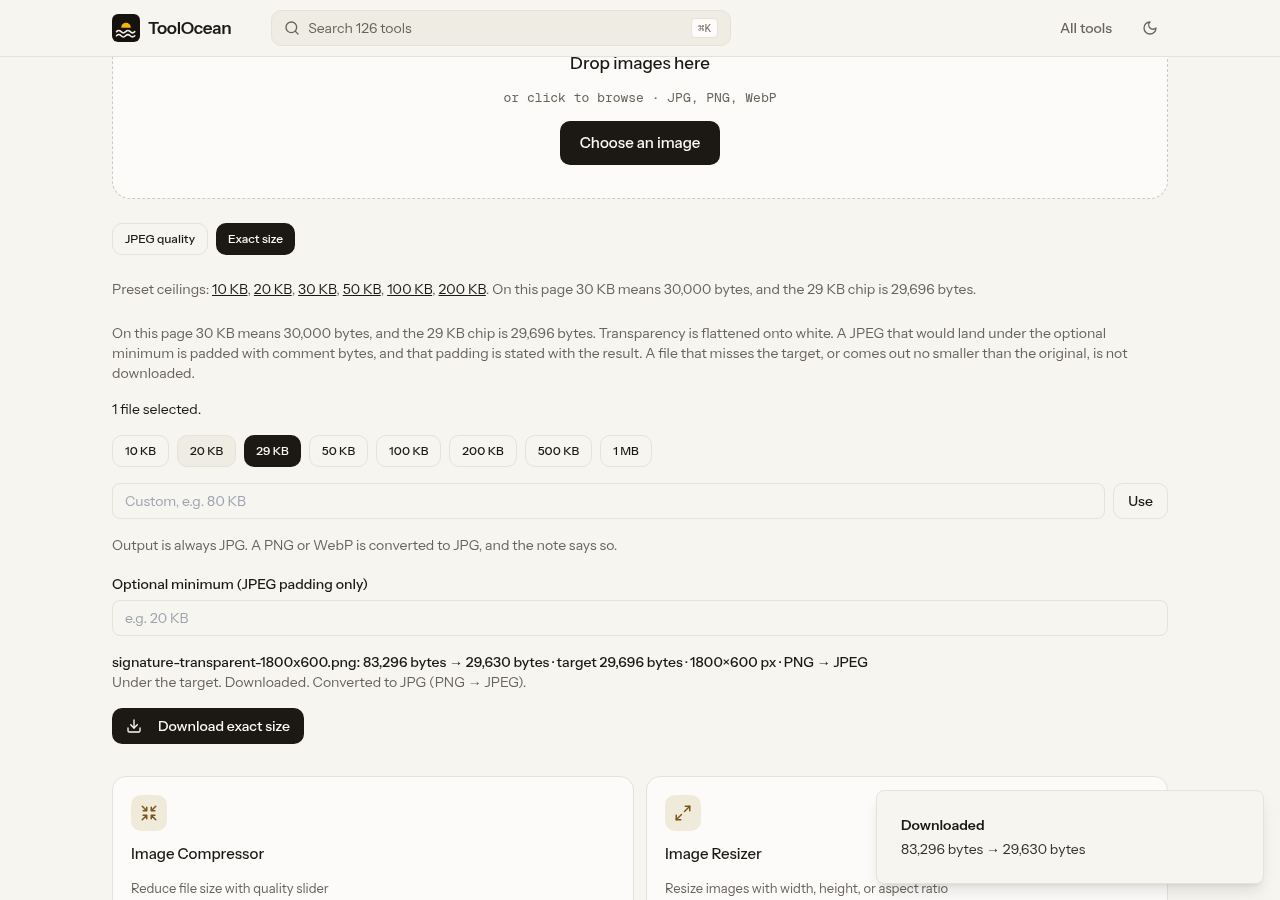 ToolOcean
Search 126 tools
⌘K
All tools
Drop images here
or click to browse · JPG, PNG, WebP
Choose an image
JPEG quality
Exact size
Preset ceilings: 10 KB, 20 KB, 30 KB, 50 KB, 100 KB, 200 KB. On this page 30 KB means 30,000 bytes, and the 29 KB chip is 29,696 bytes.
On this page 30 KB means 30,000 bytes, and the 29 KB chip is 29,696 bytes. Transparency is flattened onto white. A JPEG that would land under the optional
minimum is padded with comment bytes, and that padding is stated with the result. A file that misses the target, or comes out no smaller than the original, is not
downloaded.
1 file selected.
10 KB
20 KB
29 KB
50 KB
100 KB
200 KB
500 KB
1 MB
Custom, e.g. 80 KB
Use
Output is always JPG. A PNG or WebP is converted to JPG, and the note says so.
Optional minimum (JPEG padding only)
e.g. 20 KB
signature-transparent-1800x600.png: 83,296 bytes → 29,630 bytes · target 29,696 bytes · 1800×600 px · PNG → JPEG
Under the target. Downloaded. Converted to JPG (PNG → JPEG).
Download exact size
Image Compressor
Reduce file size with quality slider
Image Resizer
Resize images with width, height, or aspect ratio
Downloaded
83,296 bytes → 29,630 bytes